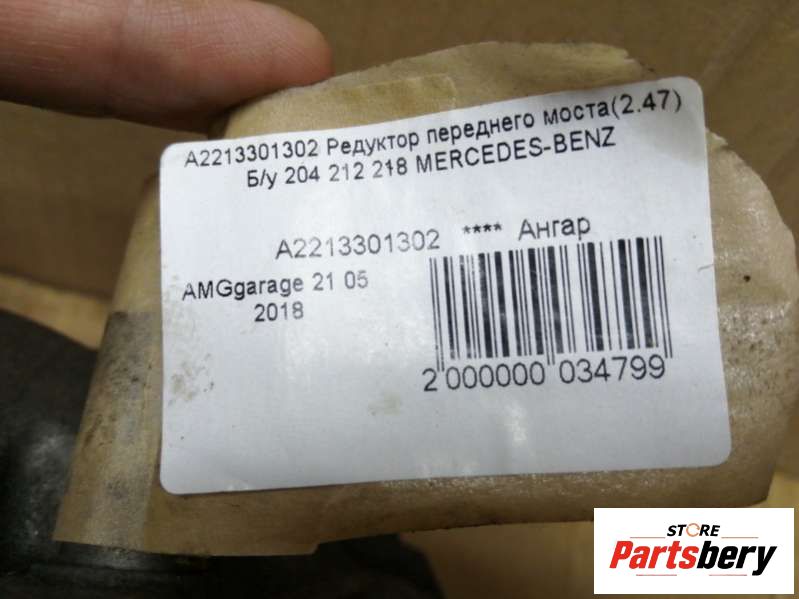 A2213301302 Редуктор переднего моста(2.47)
Б/у 204 212 218 MERCEDES-BENZ
A2213301302 **** Ангар
AMGgarage 21 05
2018
2 000000 034799
STORE
Partsbery